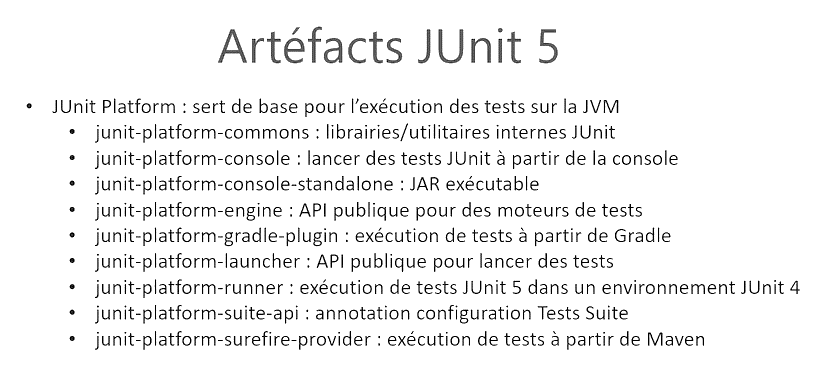 Artéfacts JUnit 5
• JUnit Platform : sert de base pour l’exécution des tests sur la JVM
• junit-platform-commons : librairies/utilitaires internes JUnit
• junit-platform-console : lancer des tests JUnit à partir de la console
• junit-platform-console-standalone : JAR exécutable
• junit-platform-engine : API publique pour des moteurs de tests
• junit-platform-gradle-plugin : exécution de tests à partir de Gradle
• junit-platform-launcher : API publique pour lancer des tests
• junit-platform-runner : exécution de tests JUnit 5 dans un environnement JUnit 4
• junit-platform-suite-api : annotation configuration Tests Suite
• junit-platform-surefire-provider : exécution de tests à partir de Maven